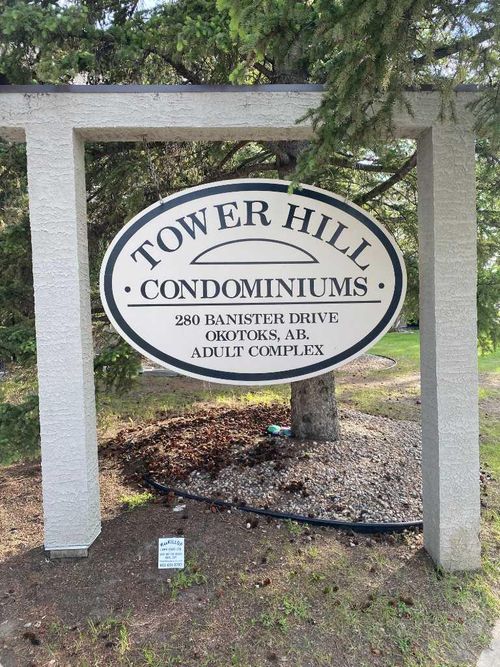 TOWER HILL
• CONDOMINIUMS •
280 BANISTER DRIVE
OKOTOKS, AB.
ADULT COMPLEX